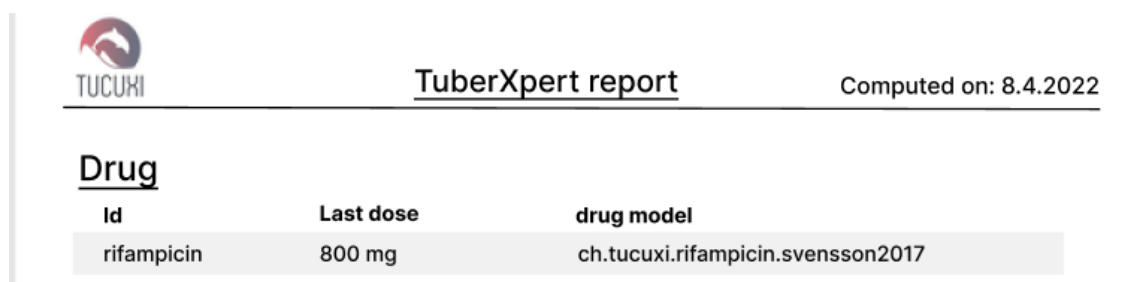 TUCUXI
TuberXpert report
Computed on: 8.4.2022
Drug
Id Last dose drug model
rifampicin 800 mg ch.tucuxi.rifampicin.svensson2017